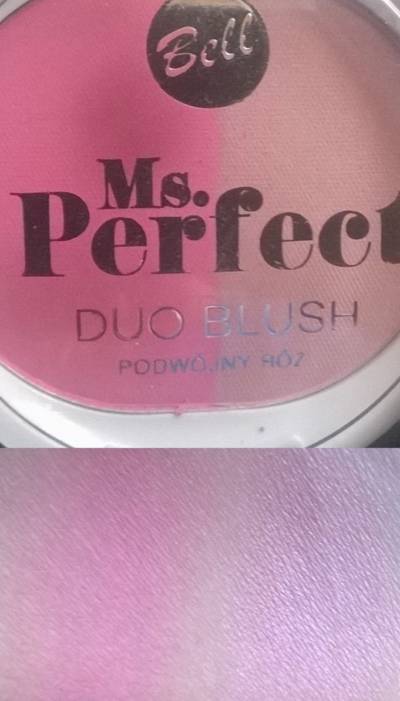 Bell
Ms.
Perfect
DUO BLUSH
PODWÓJNY RÓŻ